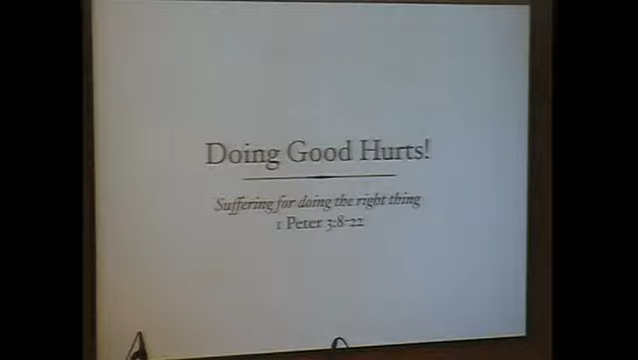 Doing Good Hurts!
Suffering for doing the right thing
1 Peter 3:8-22